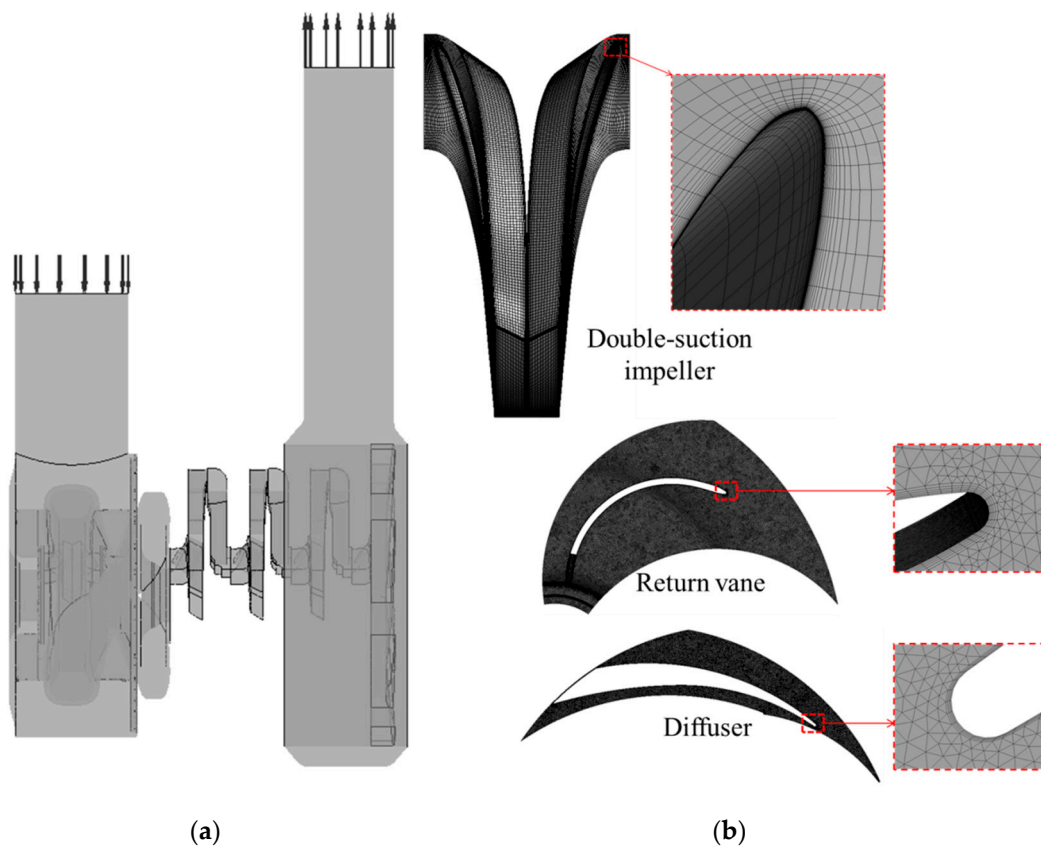 Double-suction
impeller
Return vane
Diffuser
(a)
(b)